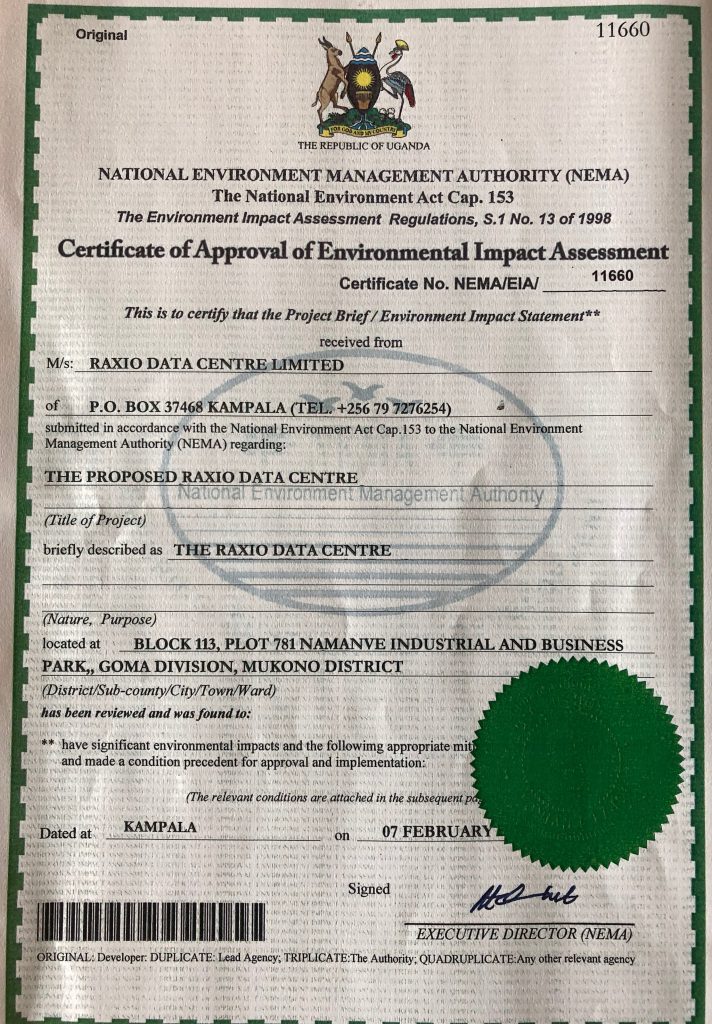 Original
11660
FOR GOD AND MY COUNTRY
THE REPUBLIC OF UGANDA
NATIONAL ENVIRONMENT MANAGEMENT AUTHORITY (NEMA)
The National Environment Act Cap. 153
The Environment Impact Assessment Regulations, S.1 No. 13 of 1998
Certificate of Approval of Environmental Impact Assessment
Certificate No. NEMA/EIA/ 11660
This is to certify that the Project Brief / Environment Impact Statement**
received from
M/s: RAXIO DATA CENTRE LIMITED
of P.O. BOX 37468 KAMPALA (TEL. +256 79 7276254)
submitted in accordance with the National Environment Act Cap.153 to the National Environment
Management Authority (NEMA) regarding:
THE PROPOSED RAXIO DATA CENTRE
National Environment Management Authority
(Title of Project)
briefly described as THE RAXIO DATA CENTRE
(Nature, Purpose)
located at BLOCK 113, PLOT 781 NAMANVE INDUSTRIAL AND BUSINESS
PARK,, GOMA DIVISION, MUKONO DISTRICT
(District/Sub-county/City/Town/Ward)
has been reviewed and was found to:
** have significant environmental impacts and the followimg appropriate mit
and made a condition precedent for approval and implementation:
(The relevant conditions are attached in the subsequent pa
Dated at KAMPALA on 07 FEBRUARY
Signed
EXECUTIVE DIRECTOR (NEMA)
ORIGINAL: Developer: DUPLICATE: Lead Agency; TRIPLICATE:The Authority; QUADRUPLICATE:Any other relevant agency